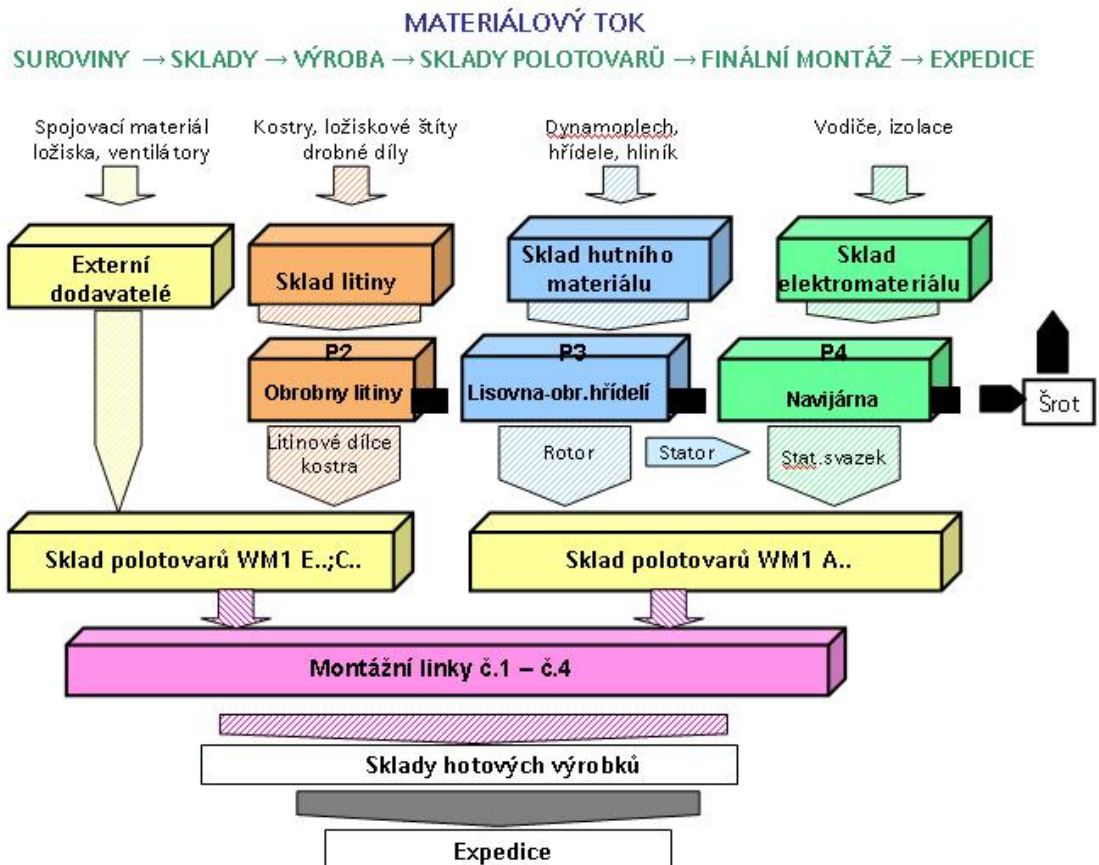 MATERIÁLOVÝ TOK
SUROVINY → SKLADY → VÝROBA → SKLADY POLOTOVARŮ → FINÁLNÍ MONTÁŽ → EXPEDICE
Spojovací materiál
ložiska, ventilátory
Kostry, ložiskové štíty
drobné díly
Dynamoplech,
hřídele, hliník
Vodiče, izolace
Externí
dodavatelé
Sklad litiny
Sklad hutního
materiálu
Sklad
elektromateriálu
P2
Obrobny litiny
P3
Lisovna-obr.hřídelí
P4
Navijárna
Šrot
Litinové dílce
kostra
Rotor
Stator
Stat.svazek
Sklad polotovarů WM1 E..;C..
Sklad polotovarů WM1 A..
Montážní linky č.1 – č.4
Sklady hotových výrobků
Expedice